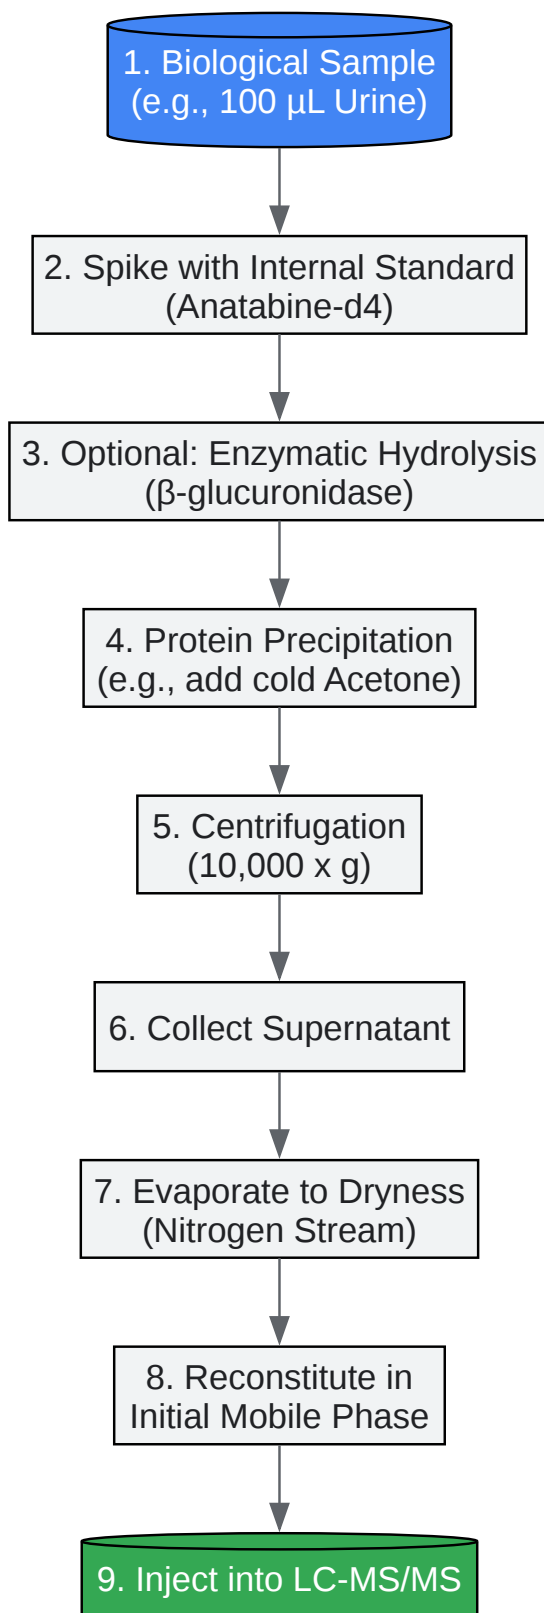 1. Biological Sample
(e.g., 100 µL Urine)
2. Spike with Internal Standard
(Anatabine-d4)
3. Optional: Enzymatic Hydrolysis
(β-glucuronidase)
4. Protein Precipitation
(e.g., add cold Acetone)
5. Centrifugation
(10,000 x g)
6. Collect Supernatant
7. Evaporate to Dryness
(Nitrogen Stream)
8. Reconstitute in
Initial Mobile Phase
9. Inject into LC-MS/MS